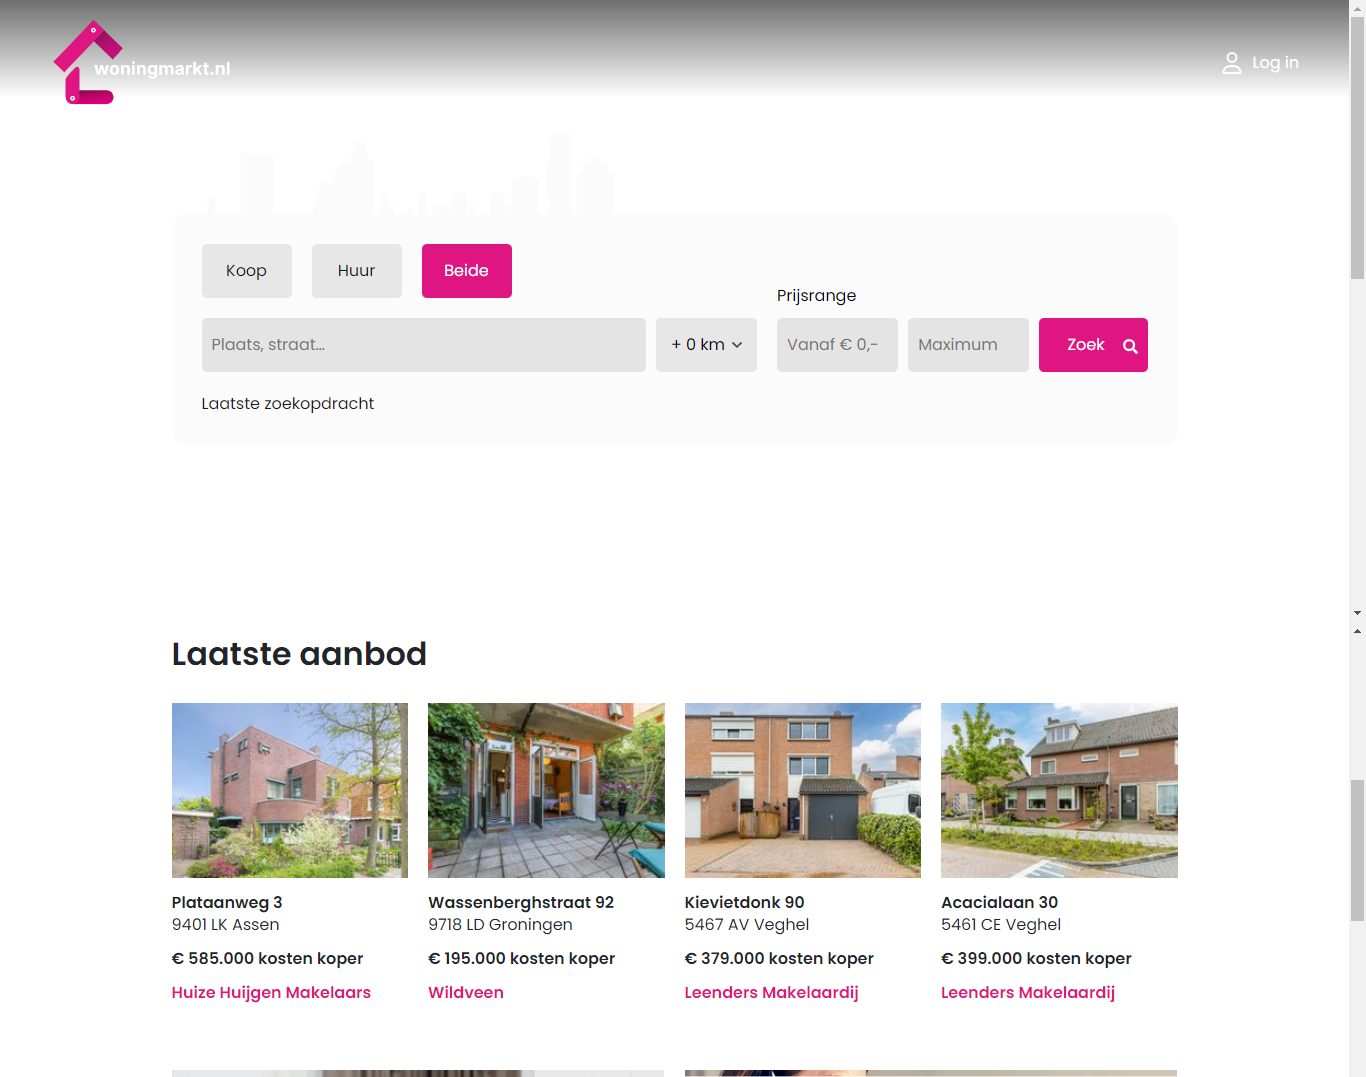 woningmarkt.nl
Log in
Koop
Huur
Beide
Prijsrange
Plaats, straat...
+ 0 km
Vanaf € 0,-
Maximum
Zoek
Laatste zoekopdracht
Laatste aanbod
Plataanweg 3
9401 LK Assen
€ 585.000 kosten koper
Huize Huijgen Makelaars
Wassenberghstraat 92
9718 LD Groningen
€ 195.000 kosten koper
Wildveen
Kievietdonk 90
5467 AV Veghel
€ 379.000 kosten koper
Leenders Makelaardij
Acacialaan 30
5461 CE Veghel
€ 399.000 kosten koper
Leenders Makelaardij